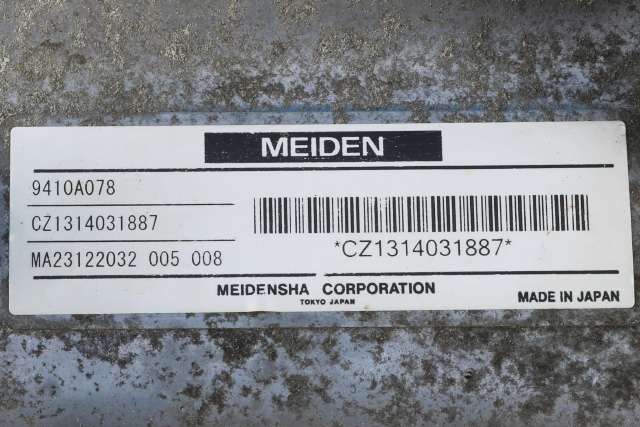 MEIDEN
9410A078
CZ1314031887
MA23122032 005 008
*CZ1314031887*
MEIDENSHA CORPORATION
TOKYO JAPAN
MADE IN JAPAN